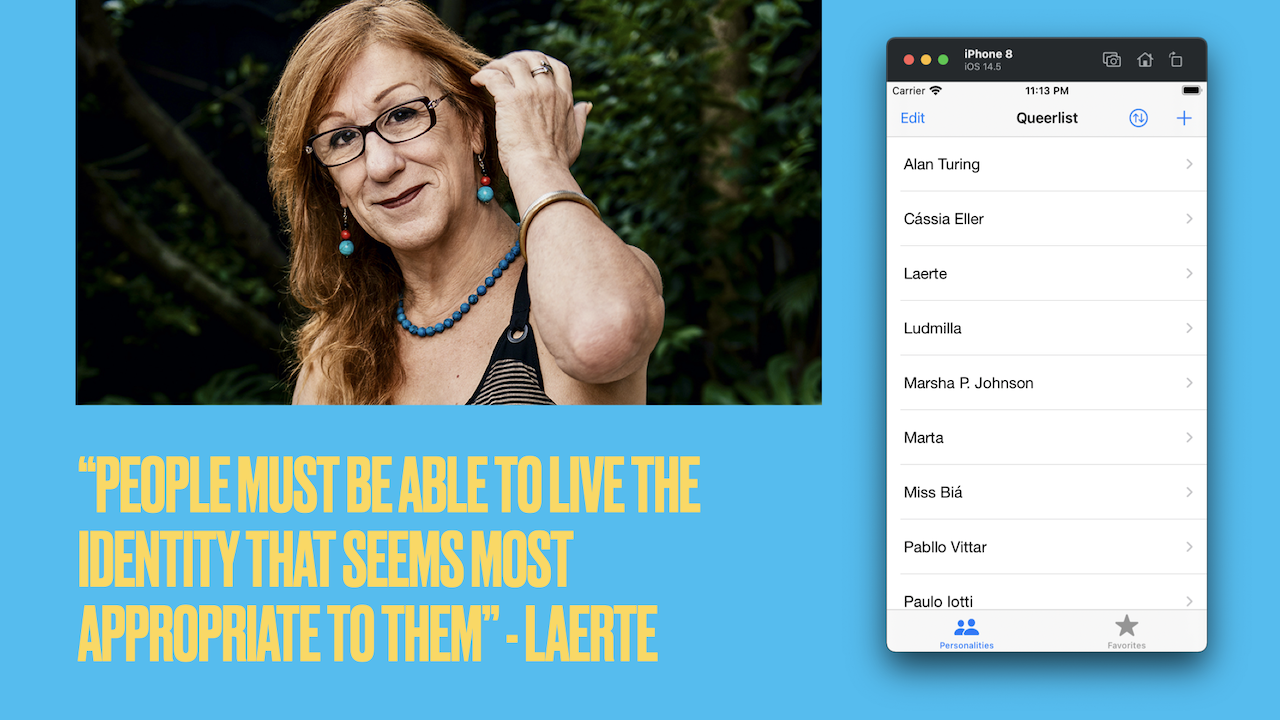 “PEOPLE MUST BE ABLE TO LIVE THE
IDENTITY THAT SEEMS MOST
APPROPRIATE TO THEM” - LAERTE
iPhone 8
iOS 14.5
Carrier 11:13 PM
Edit Queerlist
Alan Turing
Cássia Eller
Laerte
Ludmilla
Marsha P. Johnson
Marta
Miss Biá
Pabllo Vittar
Paulo Iotti
Personalities Favorites